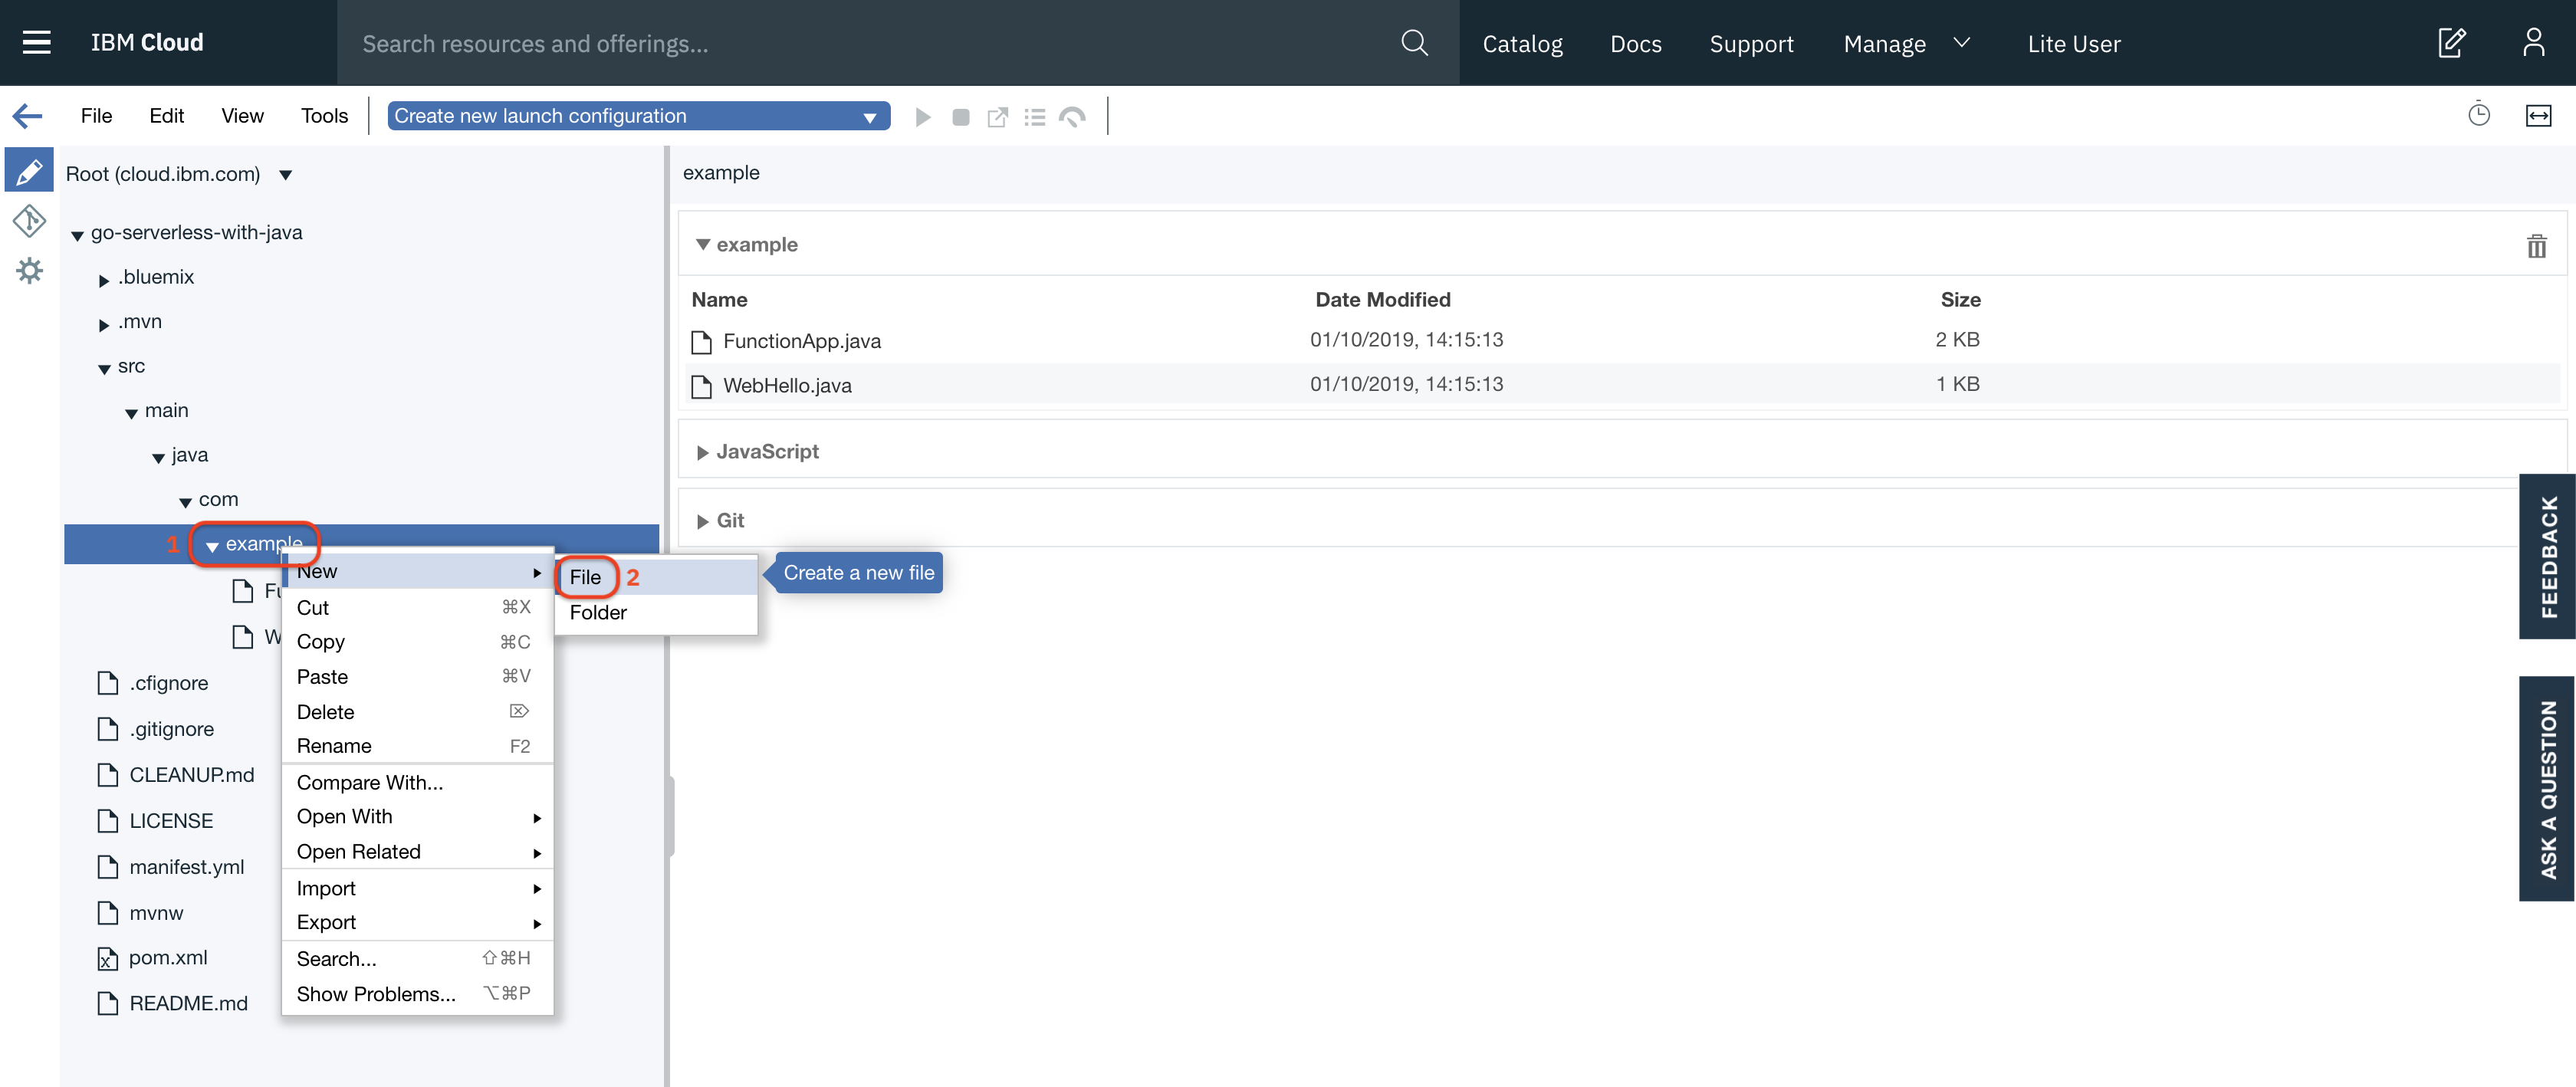 IBM Cloud
Search resources and offerings...
Catalog Docs Support Manage Lite User
File Edit View Tools
Create new launch configuration
Root (cloud.ibm.com)
go-serverless-with-java
.bluemix
.mvn
src
main
java
com
1 example
.cfignore
.gitignore
CLEANUP.md
LICENSE
manifest.yml
mvnw
pom.xml
README.md
New
Cut ⌘X
Copy ⌘C
Paste ⌘V
Delete ⌦
Rename F2
Compare With...
Open With
Open Related
Import
Export
Search... ⇧⌘H
Show Problems... ⌥⌘P
File 2
Folder
Create a new file
example
example
Name Date Modified Size
FunctionApp.java 01/10/2019, 14:15:13 2 KB
WebHello.java 01/10/2019, 14:15:13 1 KB
JavaScript
Git
FEEDBACK
ASK A QUESTION